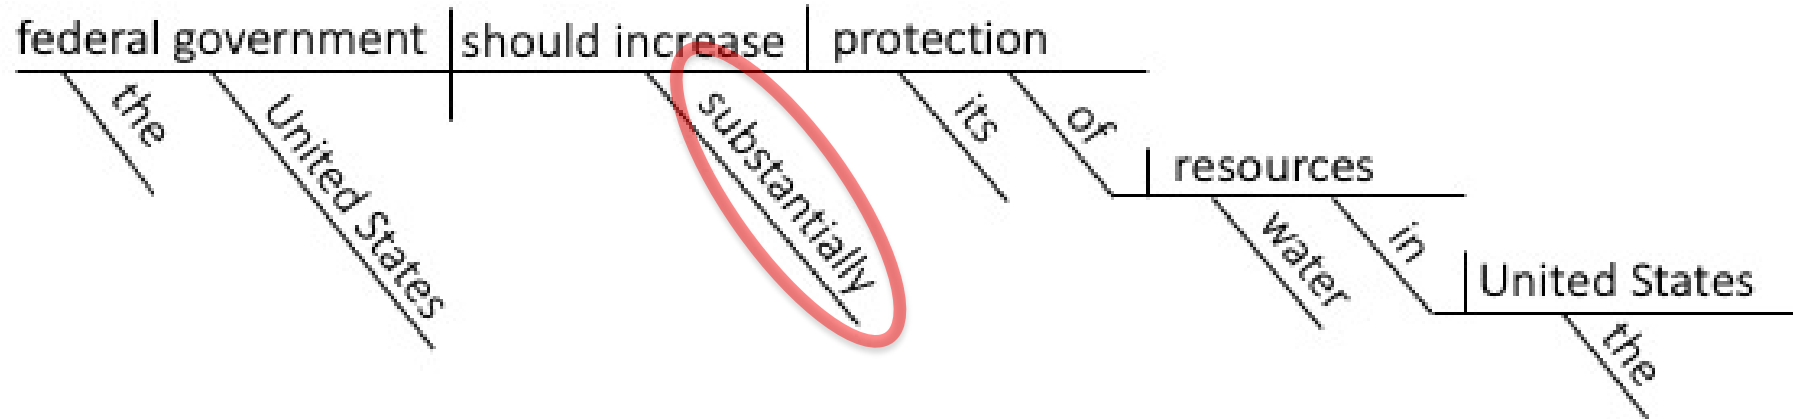 federal government should increase protection
the United States substantially its of
resources
water in
United States
the